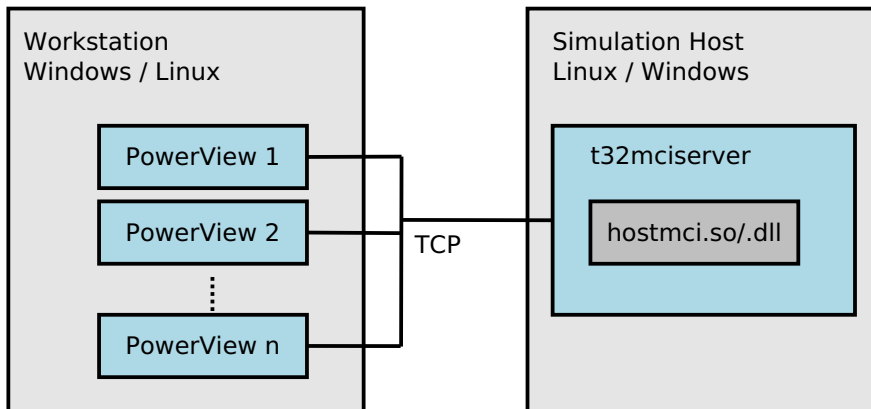 Workstation
Windows / Linux
PowerView 1
PowerView 2
PowerView n
TCP
Simulation Host
Linux / Windows
t32mciserver
hostmci.so/.dll